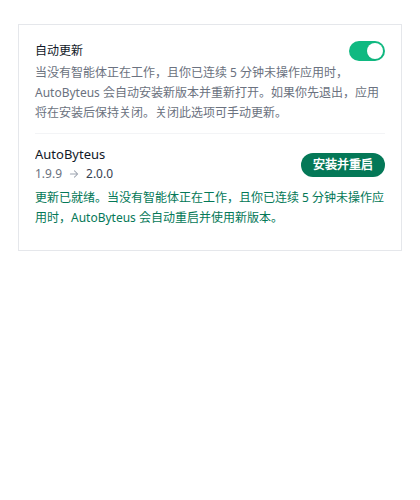 自动更新
当没有智能体正在工作，且你已连续 5 分钟未操作应用时，
AutoByteus 会自动安装新版本并重新打开。如果你先退出，应用
将在安装后保持关闭。关闭此选项可手动更新。
AutoByteus
1.9.9 → 2.0.0
安装并重启
更新已就绪。当没有智能体正在工作，且你已连续 5 分钟未操作应
用时，AutoByteus 会自动重启并使用新版本。